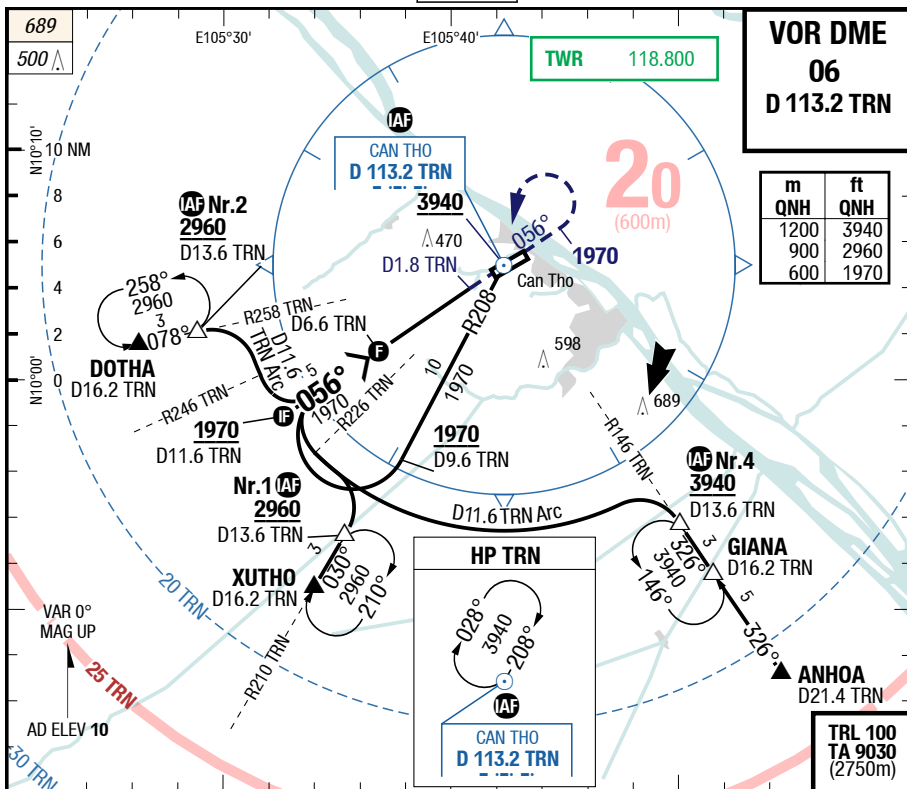 689
500
E105°30'
E105°40'
TWR 118.800
VOR DME
06
D 113.2 TRN
N10°10'
10 NM
8
6
4
2
0
N10°00'
IAF
CAN THO
D 113.2 TRN
3940
20
(600m)
m ft
QNH QNH
1200 3940
900 2960
600 1970
IAF Nr.2
2960
D13.6 TRN
470
056°
1970
D1.8 TRN
Can Tho
258°
2960
3
078°
R258 TRN
D6.6 TRN
F
DOTHA
D16.2 TRN
D11.6
TRN Arc
5
056°
1970
R208
10
1970
598
689
R246 TRN
R226 TRN
R146 TRN
IF
1970
D11.6 TRN
1970
D9.6 TRN
Nr.1 IAF
2960
D13.6 TRN
IAF Nr.4
3940
D13.6 TRN
D11.6 TRN Arc
3
030°
2960
210°
XUTHO
D16.2 TRN
R210 TRN
HP TRN
028°
3940
208°
IAF
CAN THO
D 113.2 TRN
3
326°
3940
146°
GIANA
D16.2 TRN
5
326°
ANHOA
D21.4 TRN
20 TRN
VAR 0°
MAG UP
25 TRN
AD ELEV 10
30 TRN
TRL 100
TA 9030
(2750m)